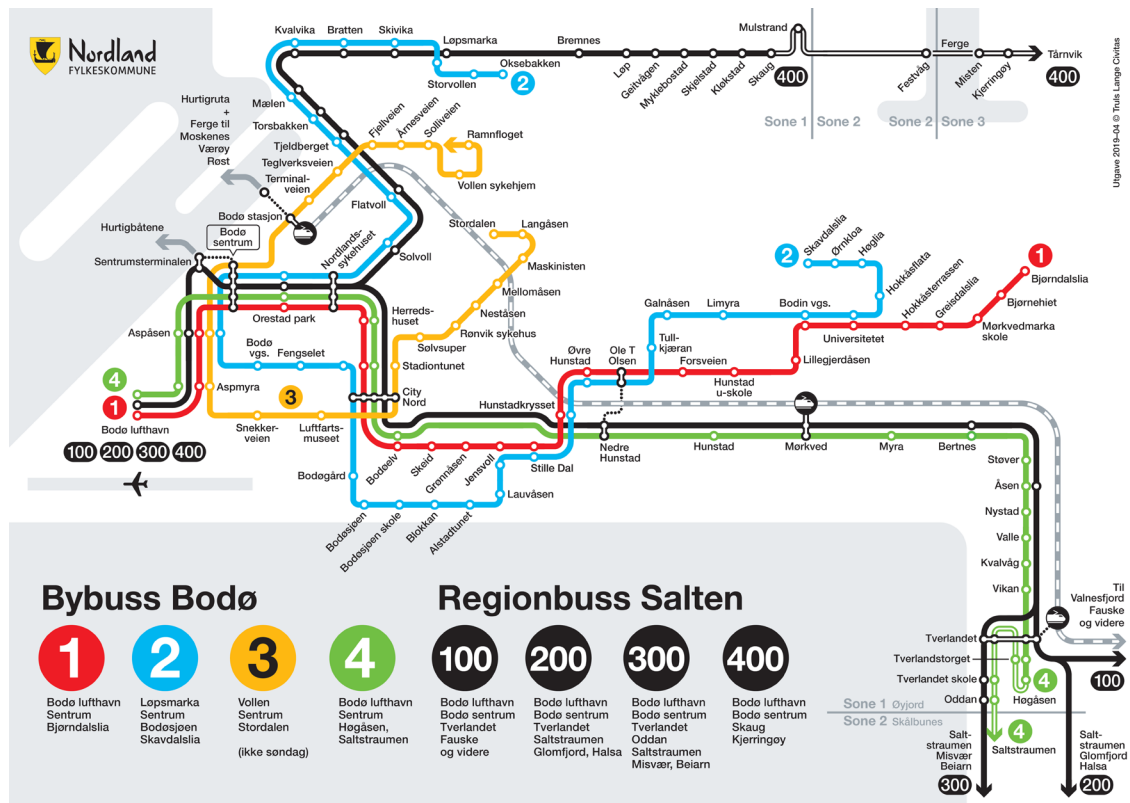 Nordland
FYLKESKOMMUNE
Kvalvika
Bratten
Skivika
Løpsmarka
Oksebakken
Storvollen
2
Bremnes
Løp
Geitvågen
Myklebostad
Skjelstad
Kløkstad
Skaug
400
Mulstrand
Festvåg
Ferge
Misten
Kjerringøy
Tårnvik
400
Sone 1
Sone 2
Sone 2
Sone 3
Utgave 2019–04 © Truls Lange Civitas
Hurtigruta
+
Ferge til
Moskenes
Værøy
Røst
Mælen
Torsbakken
Tjeldberget
Teglverksveien
Terminal-
veien
Fjellveien
Årnesveien
Solliveien
Ramnfloget
Vollen sykehjem
Flatvoll
Solvoll
Bodø stasjon
Bodø
sentrum
Hurtigbåtene
Sentrumsterminalen
Nordlands-
sykehuset
Orestad park
Herreds-
huset
Stordalen
Langåsen
Maskinisten
Mellomåsen
Neståsen
Rønvik sykehus
Sølvsuper
Stadiontunet
City
Nord
Aspåsen
Bodø
vgs.
Fengselet
4
1
Bodø lufthavn
100 200 300 400
Aspmyra
3
Snekker-
veien
Luftfarts-
museet
Bodøgård
Bodøsjøen
Bodøsjøen skole
Blokkan
Alstadtunet
Lauvåsen
Bodøelv
Skeid
Grønnåsen
Jensvoll
Stille Dal
Hunstadkrysset
Øvre
Hunstad
Ole T
Olsen
Tull-
kjæran
Galnåsen
Limyra
Bodin vgs.
2
Skavdalslia
Ørnkloa
Høglia
Hokkåsflata
Hokkåsterrassen
Greisdalslia
1
Bjørndalslia
Bjørnehiet
Mørkvedmarka
skole
Universitetet
Lillegjerdåsen
Forsveien
Hunstad
u-skole
Nedre
Hunstad
Hunstad
Mørkved
Myra
Bertnes
Støver
Åsen
Nystad
Valle
Kvalvåg
Vikan
Tverlandet
Tverlandstorget
Tverlandet skole
Oddan
4
Høgåsen
Til
Valnesfjord
Fauske
og videre
100
Sone 1 Øyjord
Sone 2 Skålbunes
4
Saltstraumen
Salt-
straumen
Misvær
Beiarn
300
Salt-
straumen
Glomfjord
Halsa
200
Bybuss Bodø
1
Bodø lufthavn
Sentrum
Bjørndalslia
2
Løpsmarka
Sentrum
Bodøsjøen
Skavdalslia
3
Vollen
Sentrum
Stordalen
(ikke søndag)
4
Bodø lufthavn
Sentrum
Høgåsen,
Saltstraumen
Regionbuss Salten
100
Bodø lufthavn
Bodø sentrum
Tverlandet
Fauske
og videre
200
Bodø lufthavn
Bodø sentrum
Tverlandet
Saltstraumen
Glomfjord, Halsa
300
Bodø lufthavn
Bodø sentrum
Tverlandet
Oddan
Saltstraumen
Misvær, Beiarn
400
Bodø lufthavn
Bodø sentrum
Skaug
Kjerringøy